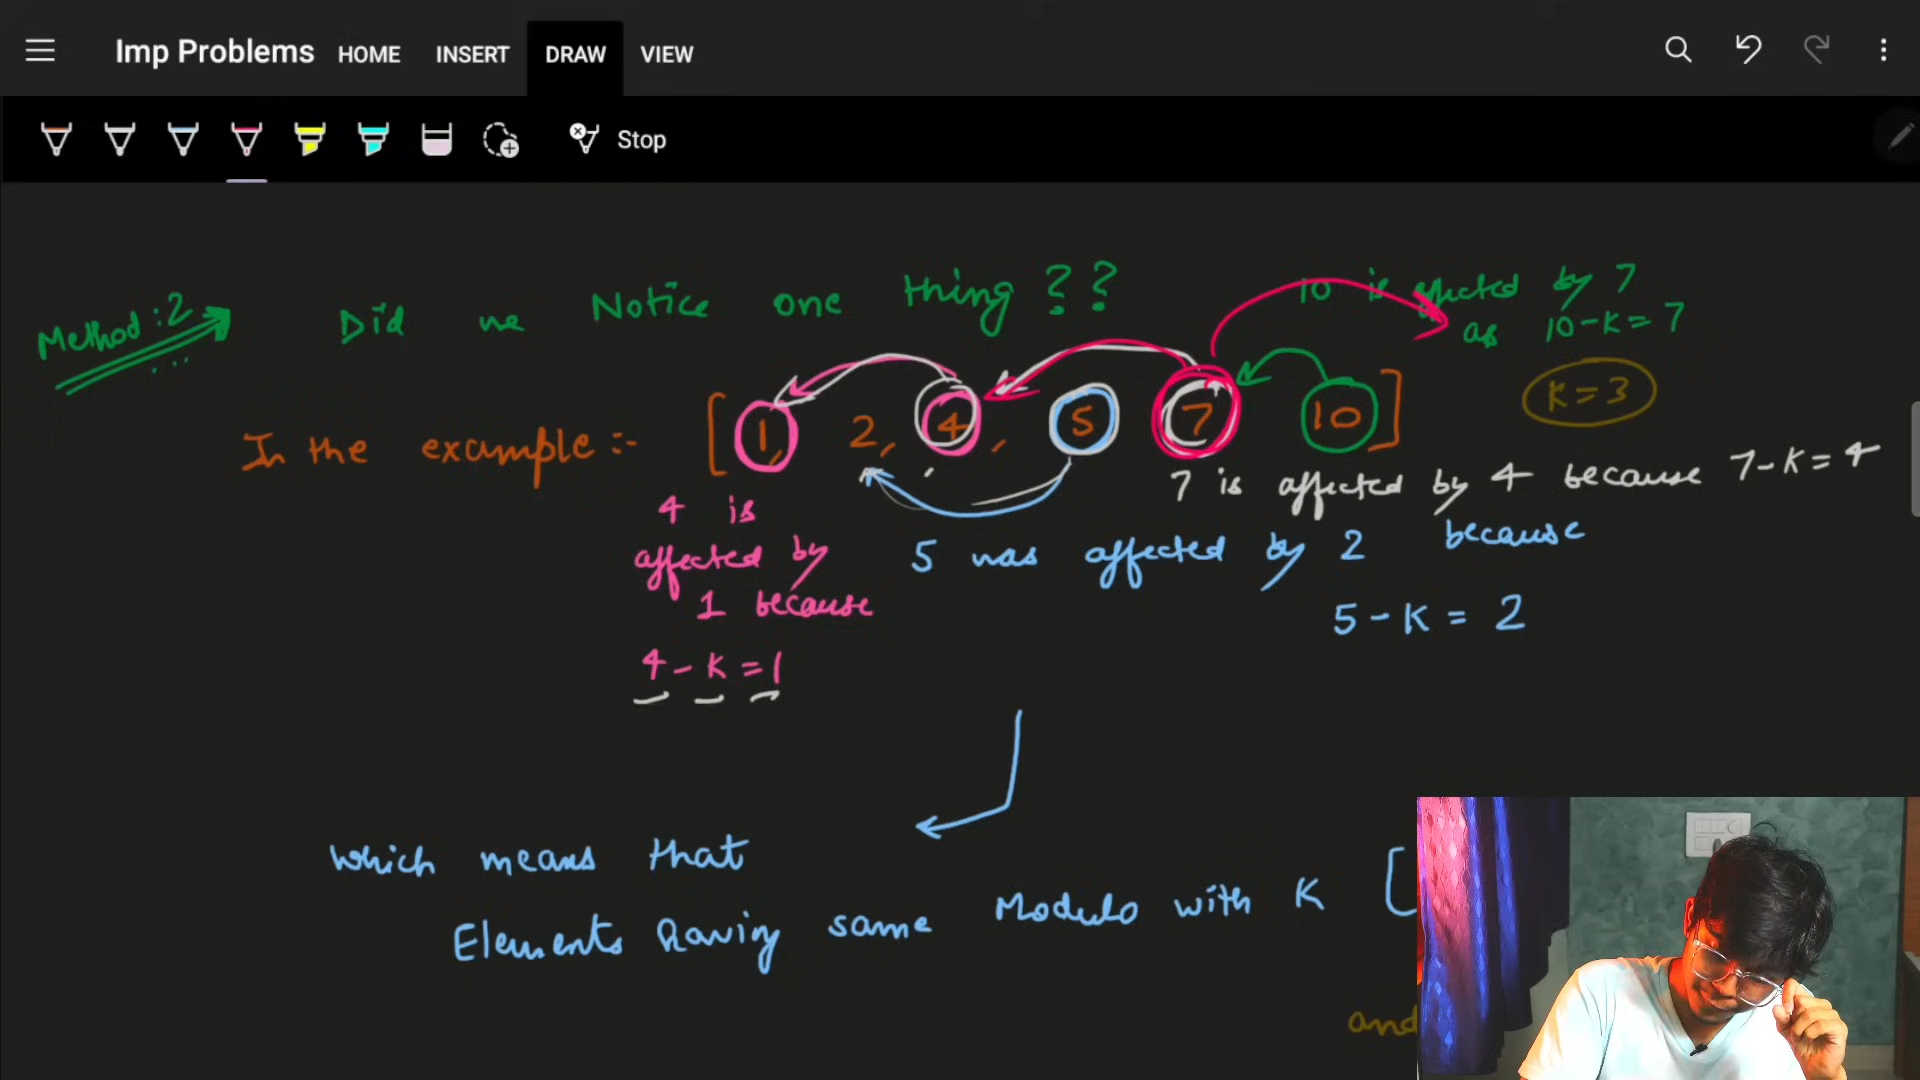 Imp Problems HOME INSERT DRAW VIEW
Stop
Method:2 Did we Notice one thing??
10 is affected by 7
as 10-K=7
K=3
In the example:- [1, 2, 4, 5 7 10]
7 is affected by 4 because 7-K=4
4 is
affected by
1 because
4-K=1
5 was affected by 2 because
5-K=2
which means that
Elements having same Modulo with K [
and